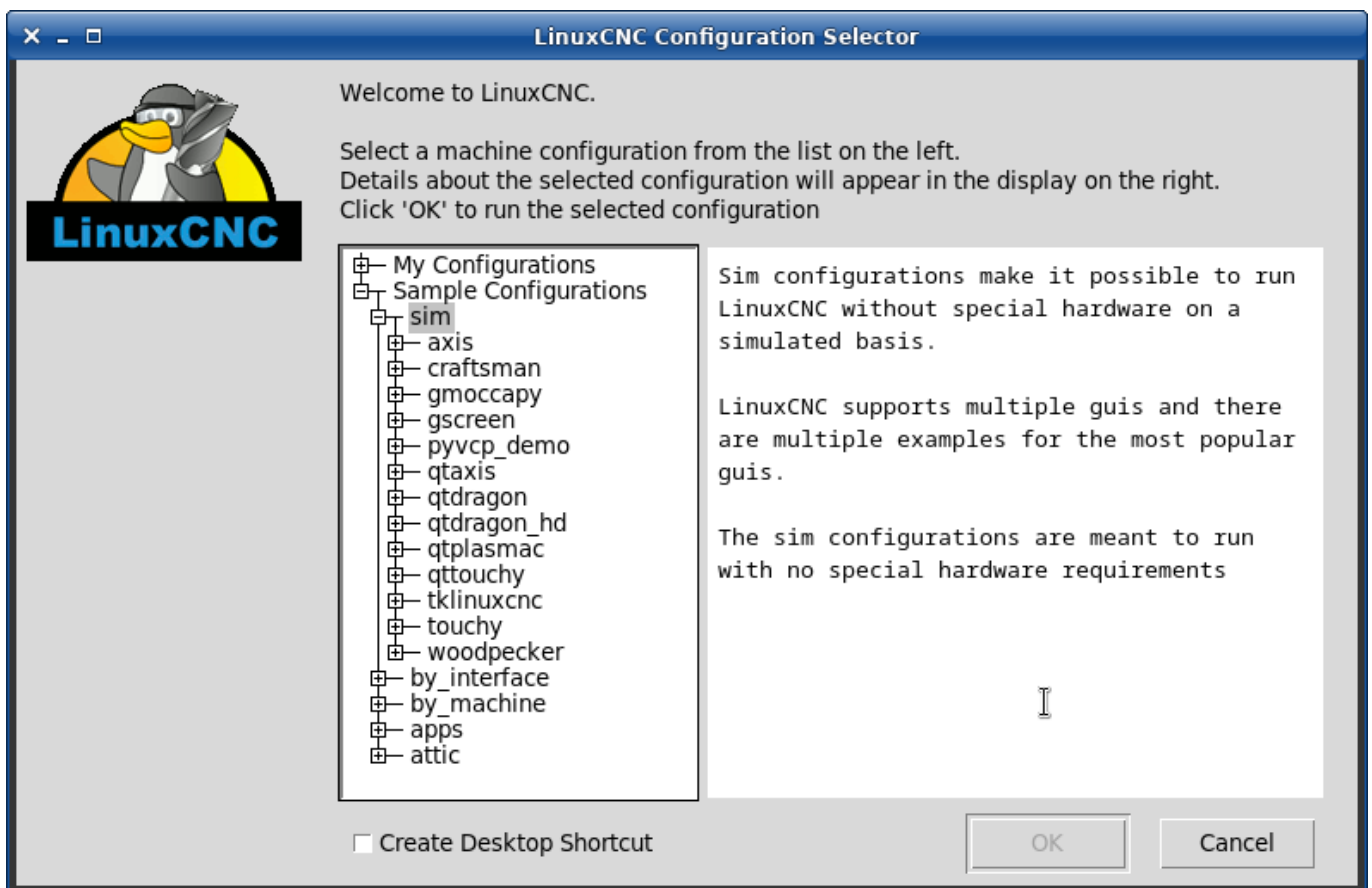 LinuxCNC Configuration Selector
LinuxCNC
Welcome to LinuxCNC.
Select a machine configuration from the list on the left.
Details about the selected configuration will appear in the display on the right.
Click 'OK' to run the selected configuration
My Configurations
Sample Configurations
sim
axis
craftsman
gmoccapy
gscreen
pyvcp_demo
qtaxis
qtdragon
qtdragon_hd
qtplasmac
qttouchy
tklinuxcnc
touchy
woodpecker
by_interface
by_machine
apps
attic
Sim configurations make it possible to run
LinuxCNC without special hardware on a
simulated basis.
LinuxCNC supports multiple guis and there
are multiple examples for the most popular
guis.
The sim configurations are meant to run
with no special hardware requirements
Create Desktop Shortcut
OK
Cancel